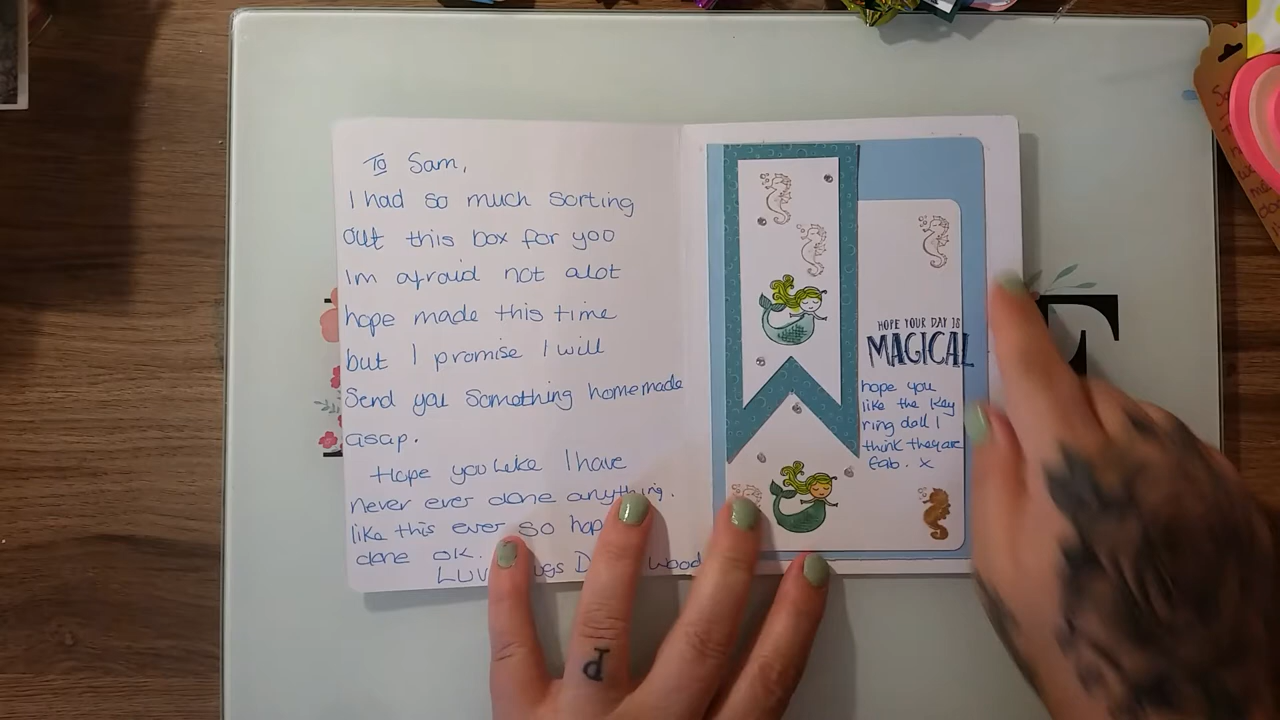 To Sam,
I had so much sorting
out this box for you
Im afraid not alot
hope made this time
but I promise I will
Send you something homemade
asap.
Hope you like I have
never ever done anything.
like this ever so
done ok.
Luv D Wood
HOPE YOUR DAY IS
MAGICAL
hope you
like the key
ring doll I
think they are
fab. x
E
P